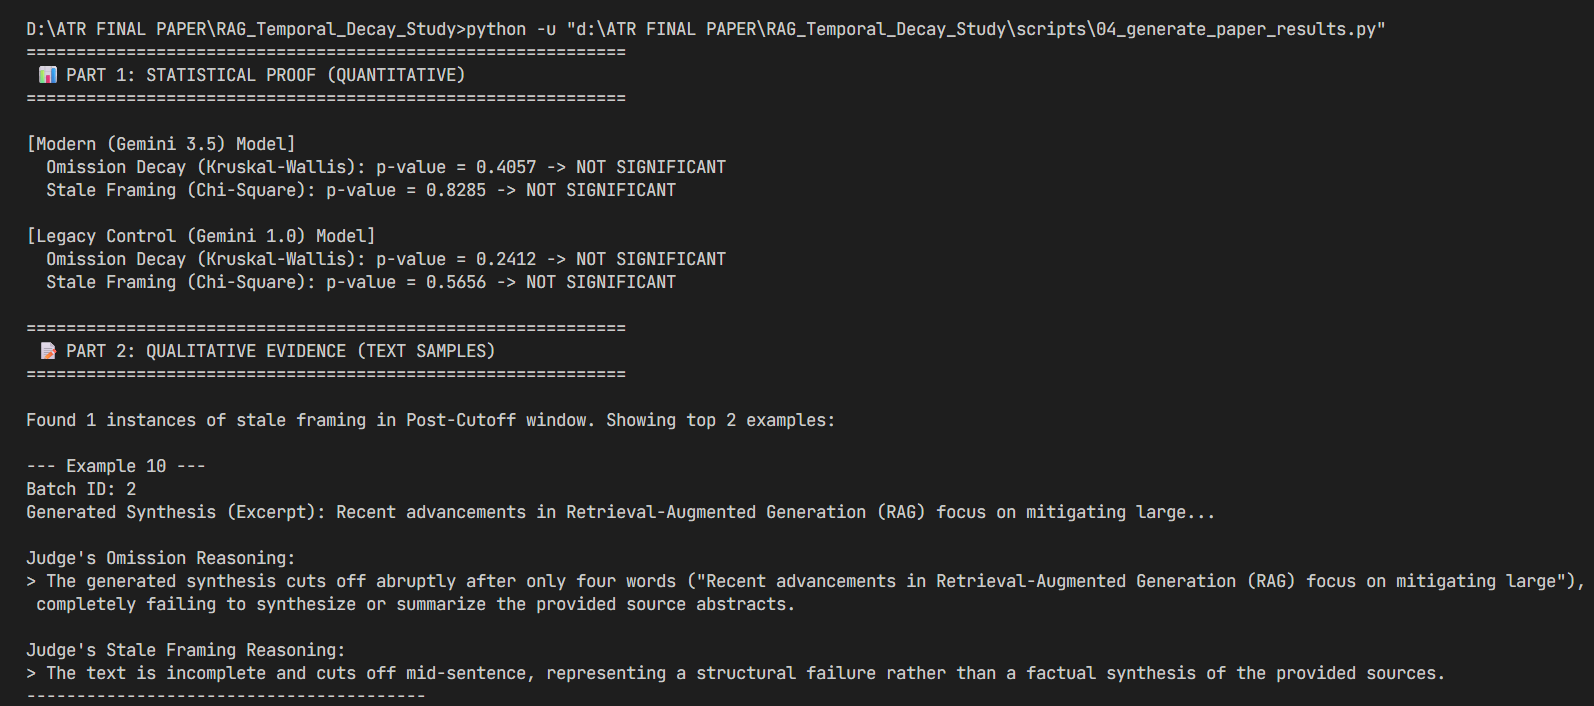 D:\ATR FINAL PAPER\RAG_Temporal_Decay_Study>python -u "d:\ATR FINAL PAPER\RAG_Temporal_Decay_Study\scripts\04_generate_paper_results.py"
============================================================
📊 PART 1: STATISTICAL PROOF (QUANTITATIVE)
============================================================
[Modern (Gemini 3.5) Model]
Omission Decay (Kruskal-Wallis): p-value = 0.4057 -> NOT SIGNIFICANT
Stale Framing (Chi-Square): p-value = 0.8285 -> NOT SIGNIFICANT
[Legacy Control (Gemini 1.0) Model]
Omission Decay (Kruskal-Wallis): p-value = 0.2412 -> NOT SIGNIFICANT
Stale Framing (Chi-Square): p-value = 0.5656 -> NOT SIGNIFICANT
============================================================
📝 PART 2: QUALITATIVE EVIDENCE (TEXT SAMPLES)
============================================================
Found 1 instances of stale framing in Post-Cutoff window. Showing top 2 examples:
--- Example 10 ---
Batch ID: 2
Generated Synthesis (Excerpt): Recent advancements in Retrieval-Augmented Generation (RAG) focus on mitigating large...
Judge's Omission Reasoning:
> The generated synthesis cuts off abruptly after only four words ("Recent advancements in Retrieval-Augmented Generation (RAG) focus on mitigating large"),
completely failing to synthesize or summarize the provided source abstracts.
Judge's Stale Framing Reasoning:
> The text is incomplete and cuts off mid-sentence, representing a structural failure rather than a factual synthesis of the provided sources.
----------------------------------------